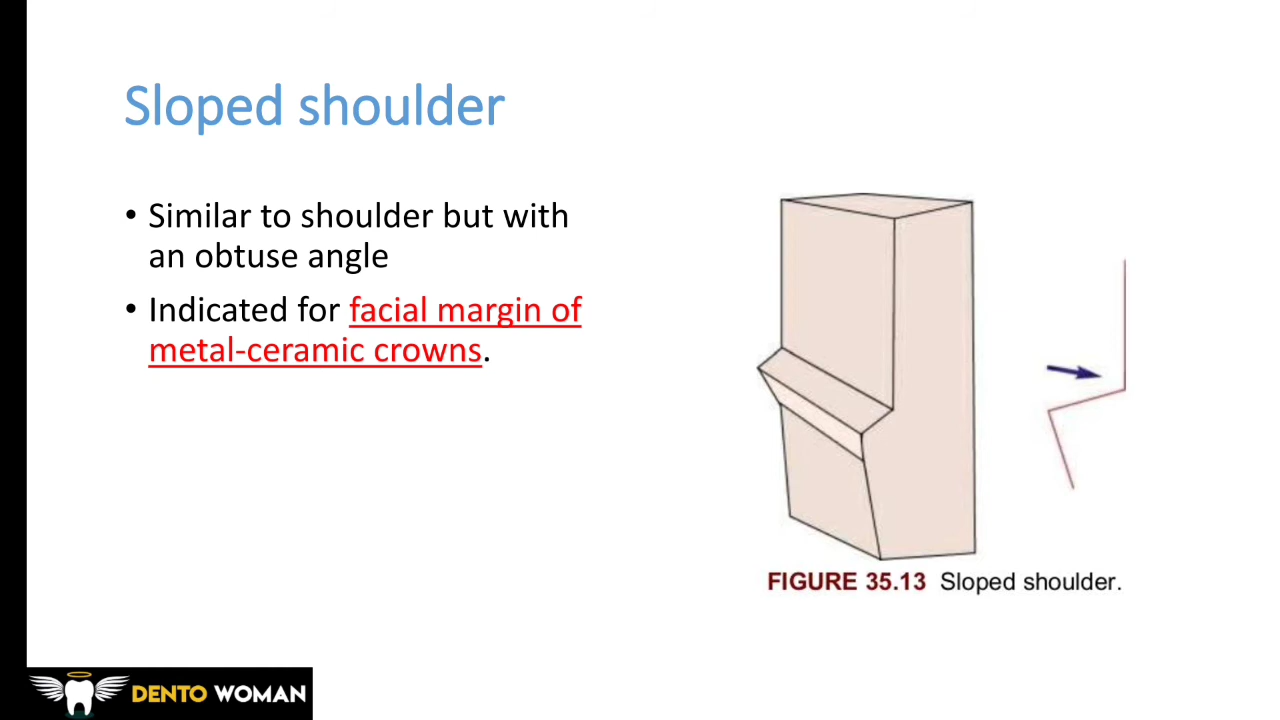 Sloped shoulder
• Similar to shoulder but with
an obtuse angle
• Indicated for facial margin of
metal-ceramic crowns.
FIGURE 35.13 Sloped shoulder.
DENTO WOMAN